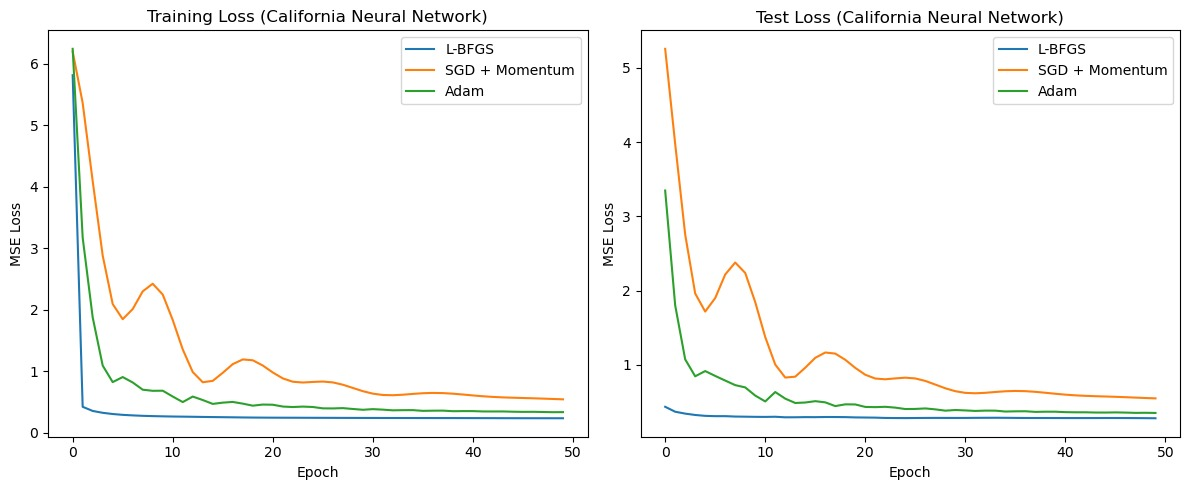 Training Loss (California Neural Network)
MSE Loss
6
5
4
3
2
1
0
L-BFGS
SGD + Momentum
Adam
0 10 20 30 40 50
Epoch
Test Loss (California Neural Network)
MSE Loss
5
4
3
2
1
L-BFGS
SGD + Momentum
Adam
0 10 20 30 40 50
Epoch